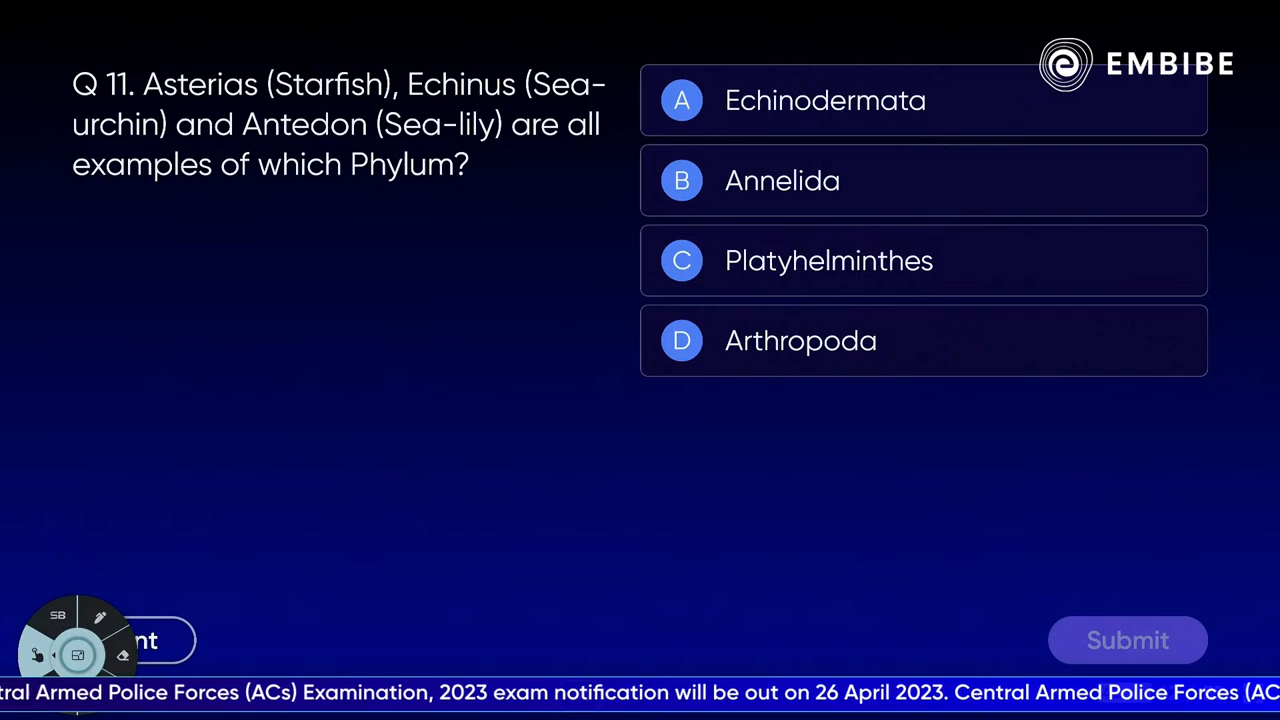 EMBIBE
Q 11. Asterias (Starfish), Echinus (Sea-
urchin) and Antedon (Sea-lily) are all
examples of which Phylum?
A Echinodermata
B Annelida
C Platyhelminthes
D Arthropoda
SB
nt
Submit
tral Armed Police Forces (ACs) Examination, 2023 exam notification will be out on 26 April 2023. Central Armed Police Forces (AC